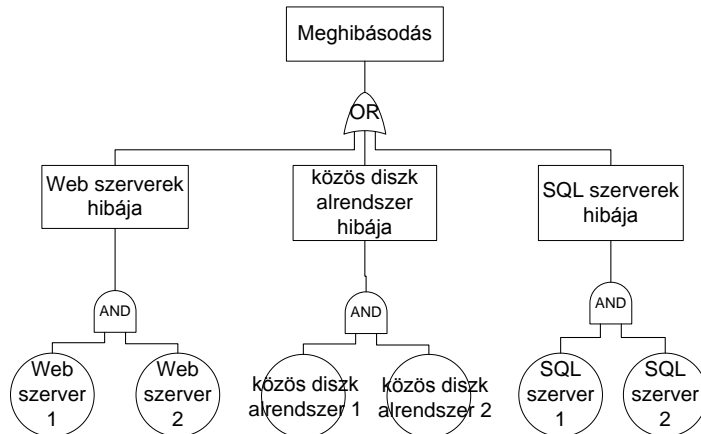 Meghibásodás
OR
Web szerverek
hibája
közös diszk
alrendszer
hibája
SQL szerverek
hibája
AND
AND
AND
Web
szerver
1
Web
szerver
2
közös diszk
alrendszer 1
közös diszk
alrendszer 2
SQL
szerver
1
SQL
szerver
2